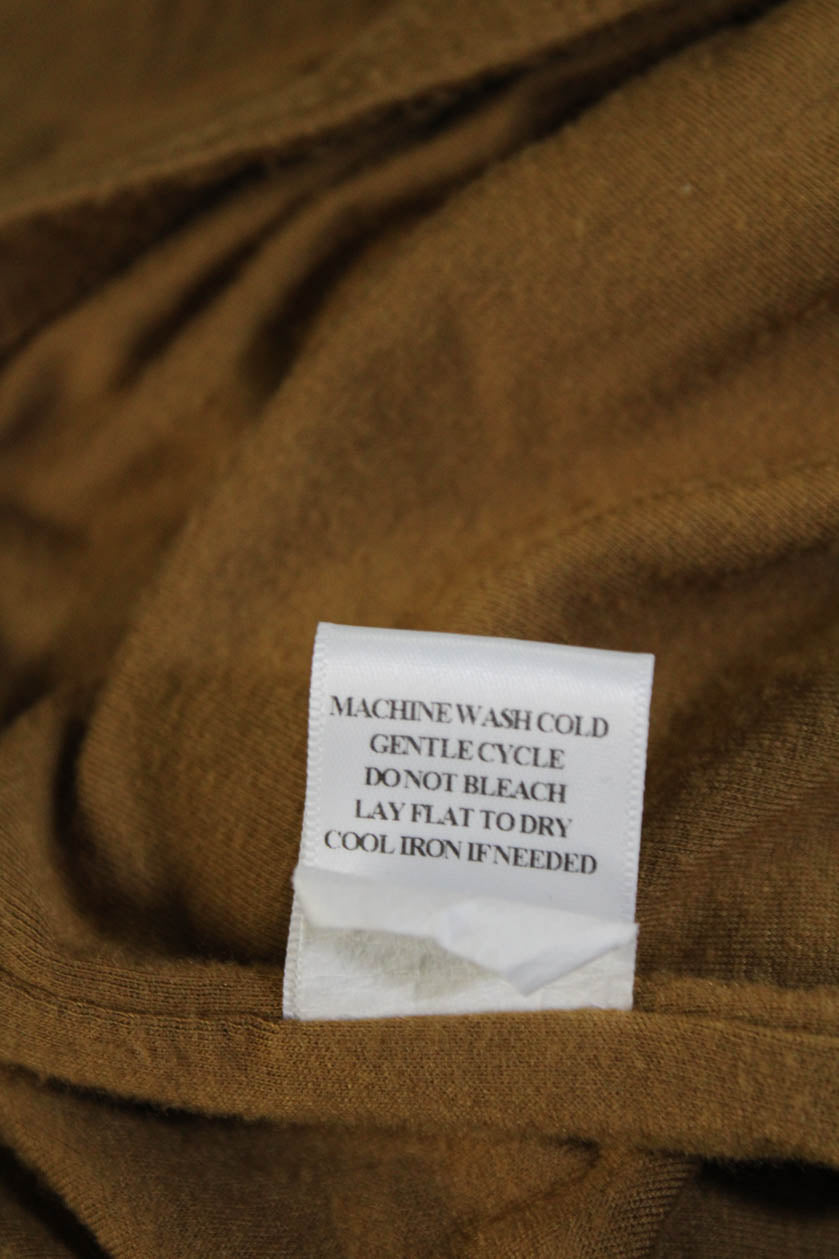 MACHINE WASH COLD
GENTLE CYCLE
DO NOT BLEACH
LAY FLAT TO DRY
COOL IRON IF NEEDED